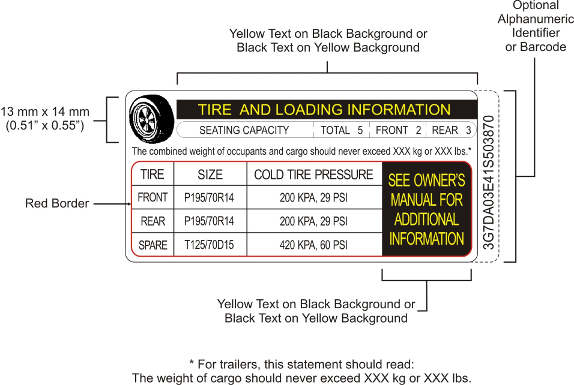 Optional
Alphanumeric
Identifier
or Barcode
Yellow Text on Black Background or
Black Text on Yellow Background
13 mm x 14 mm
(0.51" x 0.55")
TIRE AND LOADING INFORMATION
SEATING CAPACITY TOTAL 5 FRONT 2 REAR 3
The combined weight of occupants and cargo should never exceed XXX kg or XXX lbs.*
TIRE SIZE COLD TIRE PRESSURE
FRONT P195/70R14 200 KPA, 29 PSI
REAR P195/70R14 200 KPA, 29 PSI
SPARE T125/70D15 420 KPA, 60 PSI
SEE OWNER'S
MANUAL FOR
ADDITIONAL
INFORMATION
3G7DA03E41S503870
Red Border
Yellow Text on Black Background or
Black Text on Yellow Background
* For trailers, this statement should read:
The weight of cargo should never exceed XXX kg or XXX lbs.